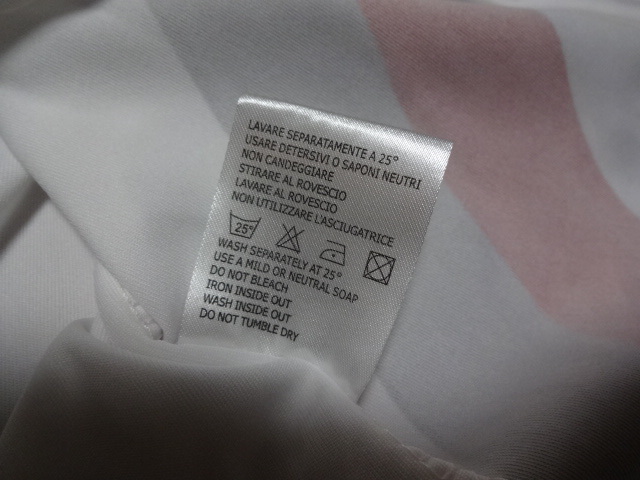 LAVARE SEPARATAMENTE A 25°
USARE DETERSIVI O SAPONI NEUTRI
NON CANDEGGIARE
STIRARE AL ROVESCIO
LAVARE AL ROVESCIO
NON UTILIZZARE L'ASCIUGATRICE
25°
WASH SEPARATELY AT 25°
USE A MILD OR NEUTRAL SOAP
DO NOT BLEACH
IRON INSIDE OUT
WASH INSIDE OUT
DO NOT TUMBLE DRY